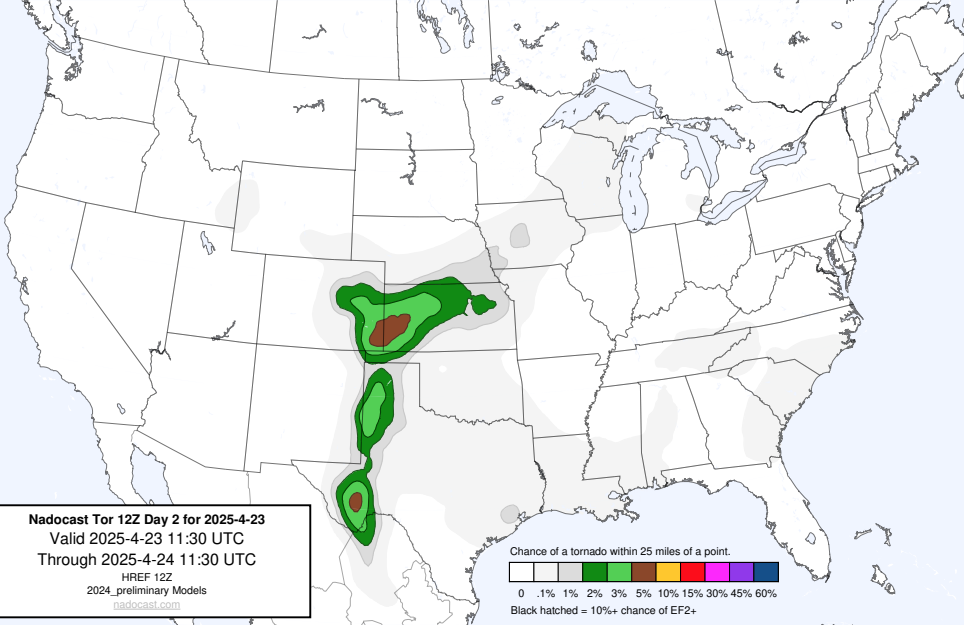 Nadocast Tor 12Z Day 2 for 2025-4-23
Valid 2025-4-23 11:30 UTC
Through 2025-4-24 11:30 UTC
HREF 12Z
2024_preliminary Models
nadocast.com
Chance of a tornado within 25 miles of a point.
0 .1% 1% 2% 3% 5% 10% 15% 30% 45% 60%
Black hatched = 10%+ chance of EF2+